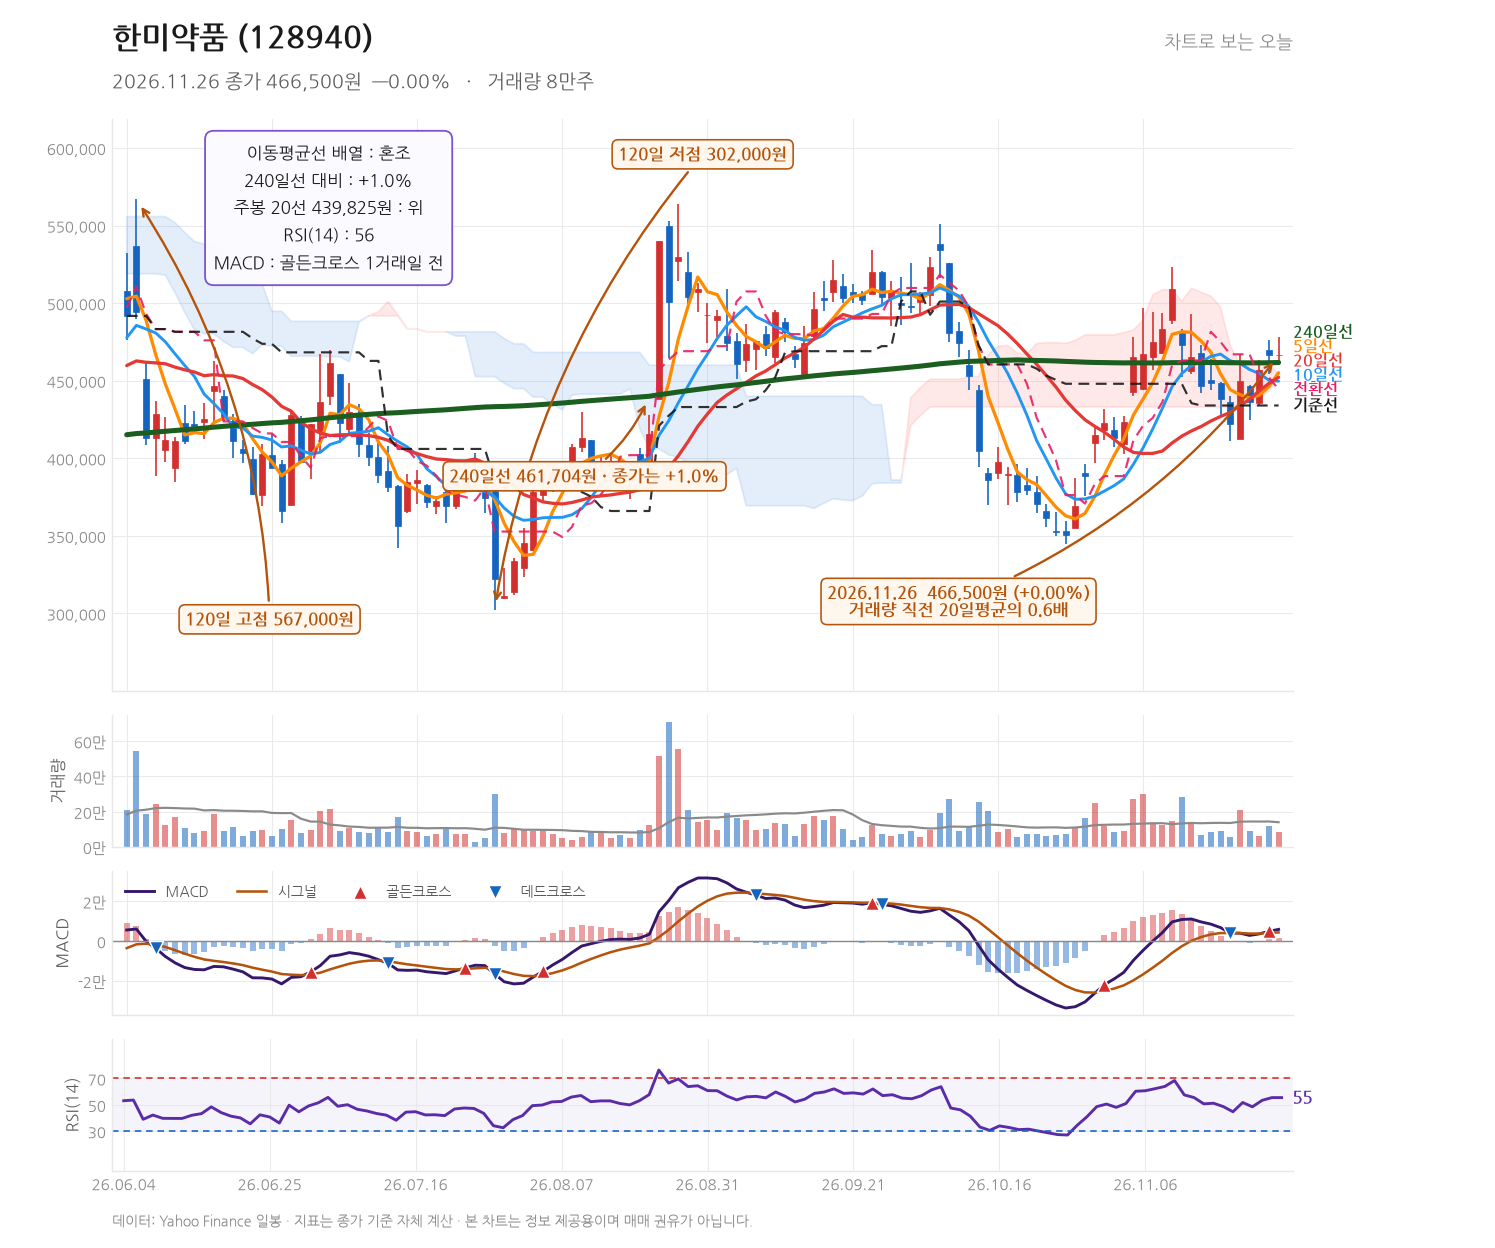 한미약품 (128940)
차트로 보는 오늘
2026.11.26 종가 466,500원 —0.00% · 거래량 8만주
이동평균선 배열 : 혼조
240일선 대비 : +1.0%
주봉 20선 439,825원 : 위
RSI(14) : 56
MACD : 골든크로스 1거래일 전
120일 저점 302,000원
600,000
550,000
500,000
450,000
400,000
350,000
300,000
240일선
5일선
20일선
10일선
전환선
기준선
240일선 461,704원 · 종가는 +1.0%
2026.11.26 466,500원 (+0.00%)
거래량 직전 20일평균의 0.6배
120일 고점 567,000원
거래량
60만
40만
20만
0만
MACD
2만
0
-2만
MACD
시그널
골든크로스
데드크로스
RSI(14)
70
50
30
55
26.06.04
26.06.25
26.07.16
26.08.07
26.08.31
26.09.21
26.10.16
26.11.06
데이터: Yahoo Finance 일봉 · 지표는 종가 기준 자체 계산 · 본 차트는 정보 제공용이며 매매 권유가 아닙니다.